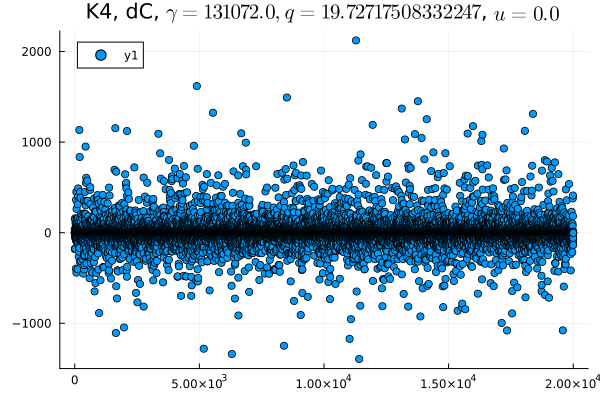 K4, dC, γ = 131072.0, q = 19.72717508332247, u = 0.0
y1
2000
1000
0
−1000
0 5.00×10³ 1.00×10⁴ 1.50×10⁴ 2.00×10⁴